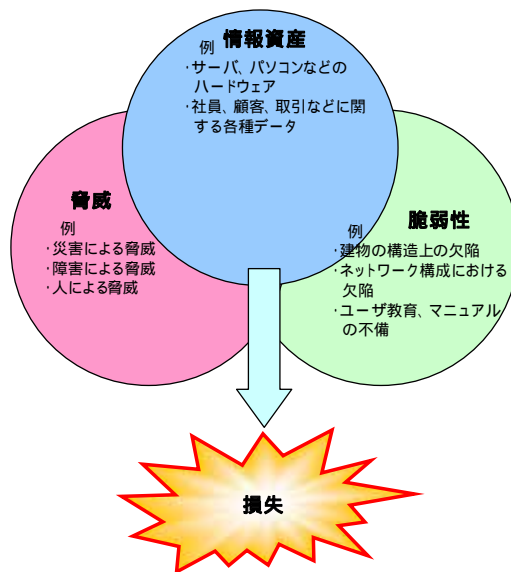 情報資産
例
・サーバ、パソコンなどの
ハードウェア
・社員、顧客、取引などに関
する各種データ
脅威
例
・災害による脅威
・障害による脅威
・人による脅威
脆弱性
例
・建物の構造上の欠陥
・ネットワーク構成における
欠陥
・ユーザ教育、マニュアル
の不備
損失